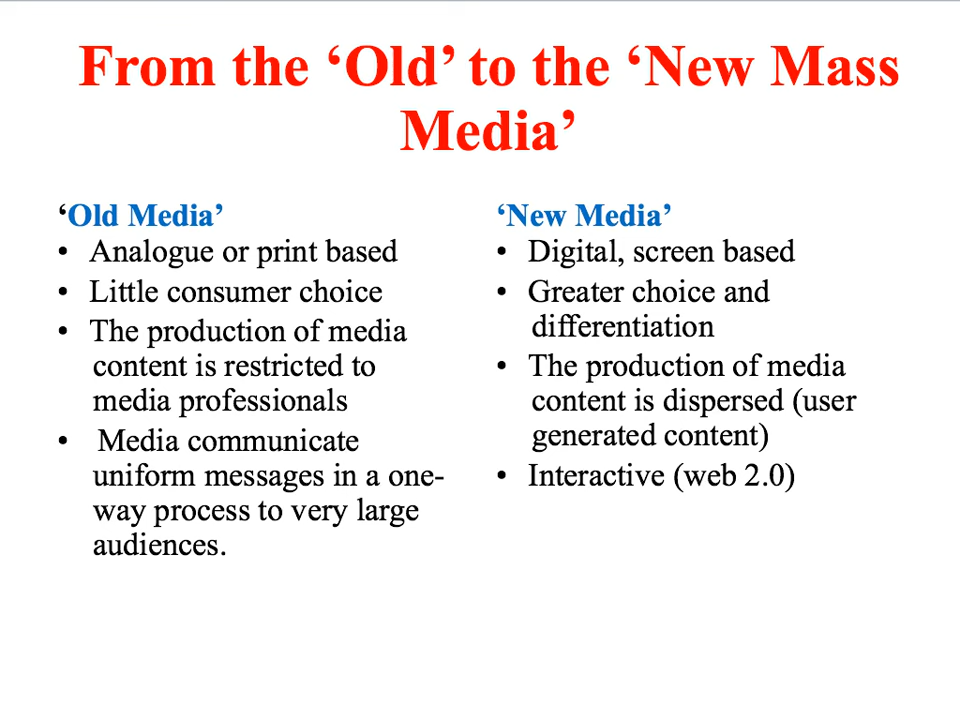 From the ‘Old’ to the ‘New Mass
Media’
‘Old Media’
• Analogue or print based
• Little consumer choice
• The production of media
content is restricted to
media professionals
• Media communicate
uniform messages in a one-
way process to very large
audiences.
‘New Media’
• Digital, screen based
• Greater choice and
differentiation
• The production of media
content is dispersed (user
generated content)
• Interactive (web 2.0)